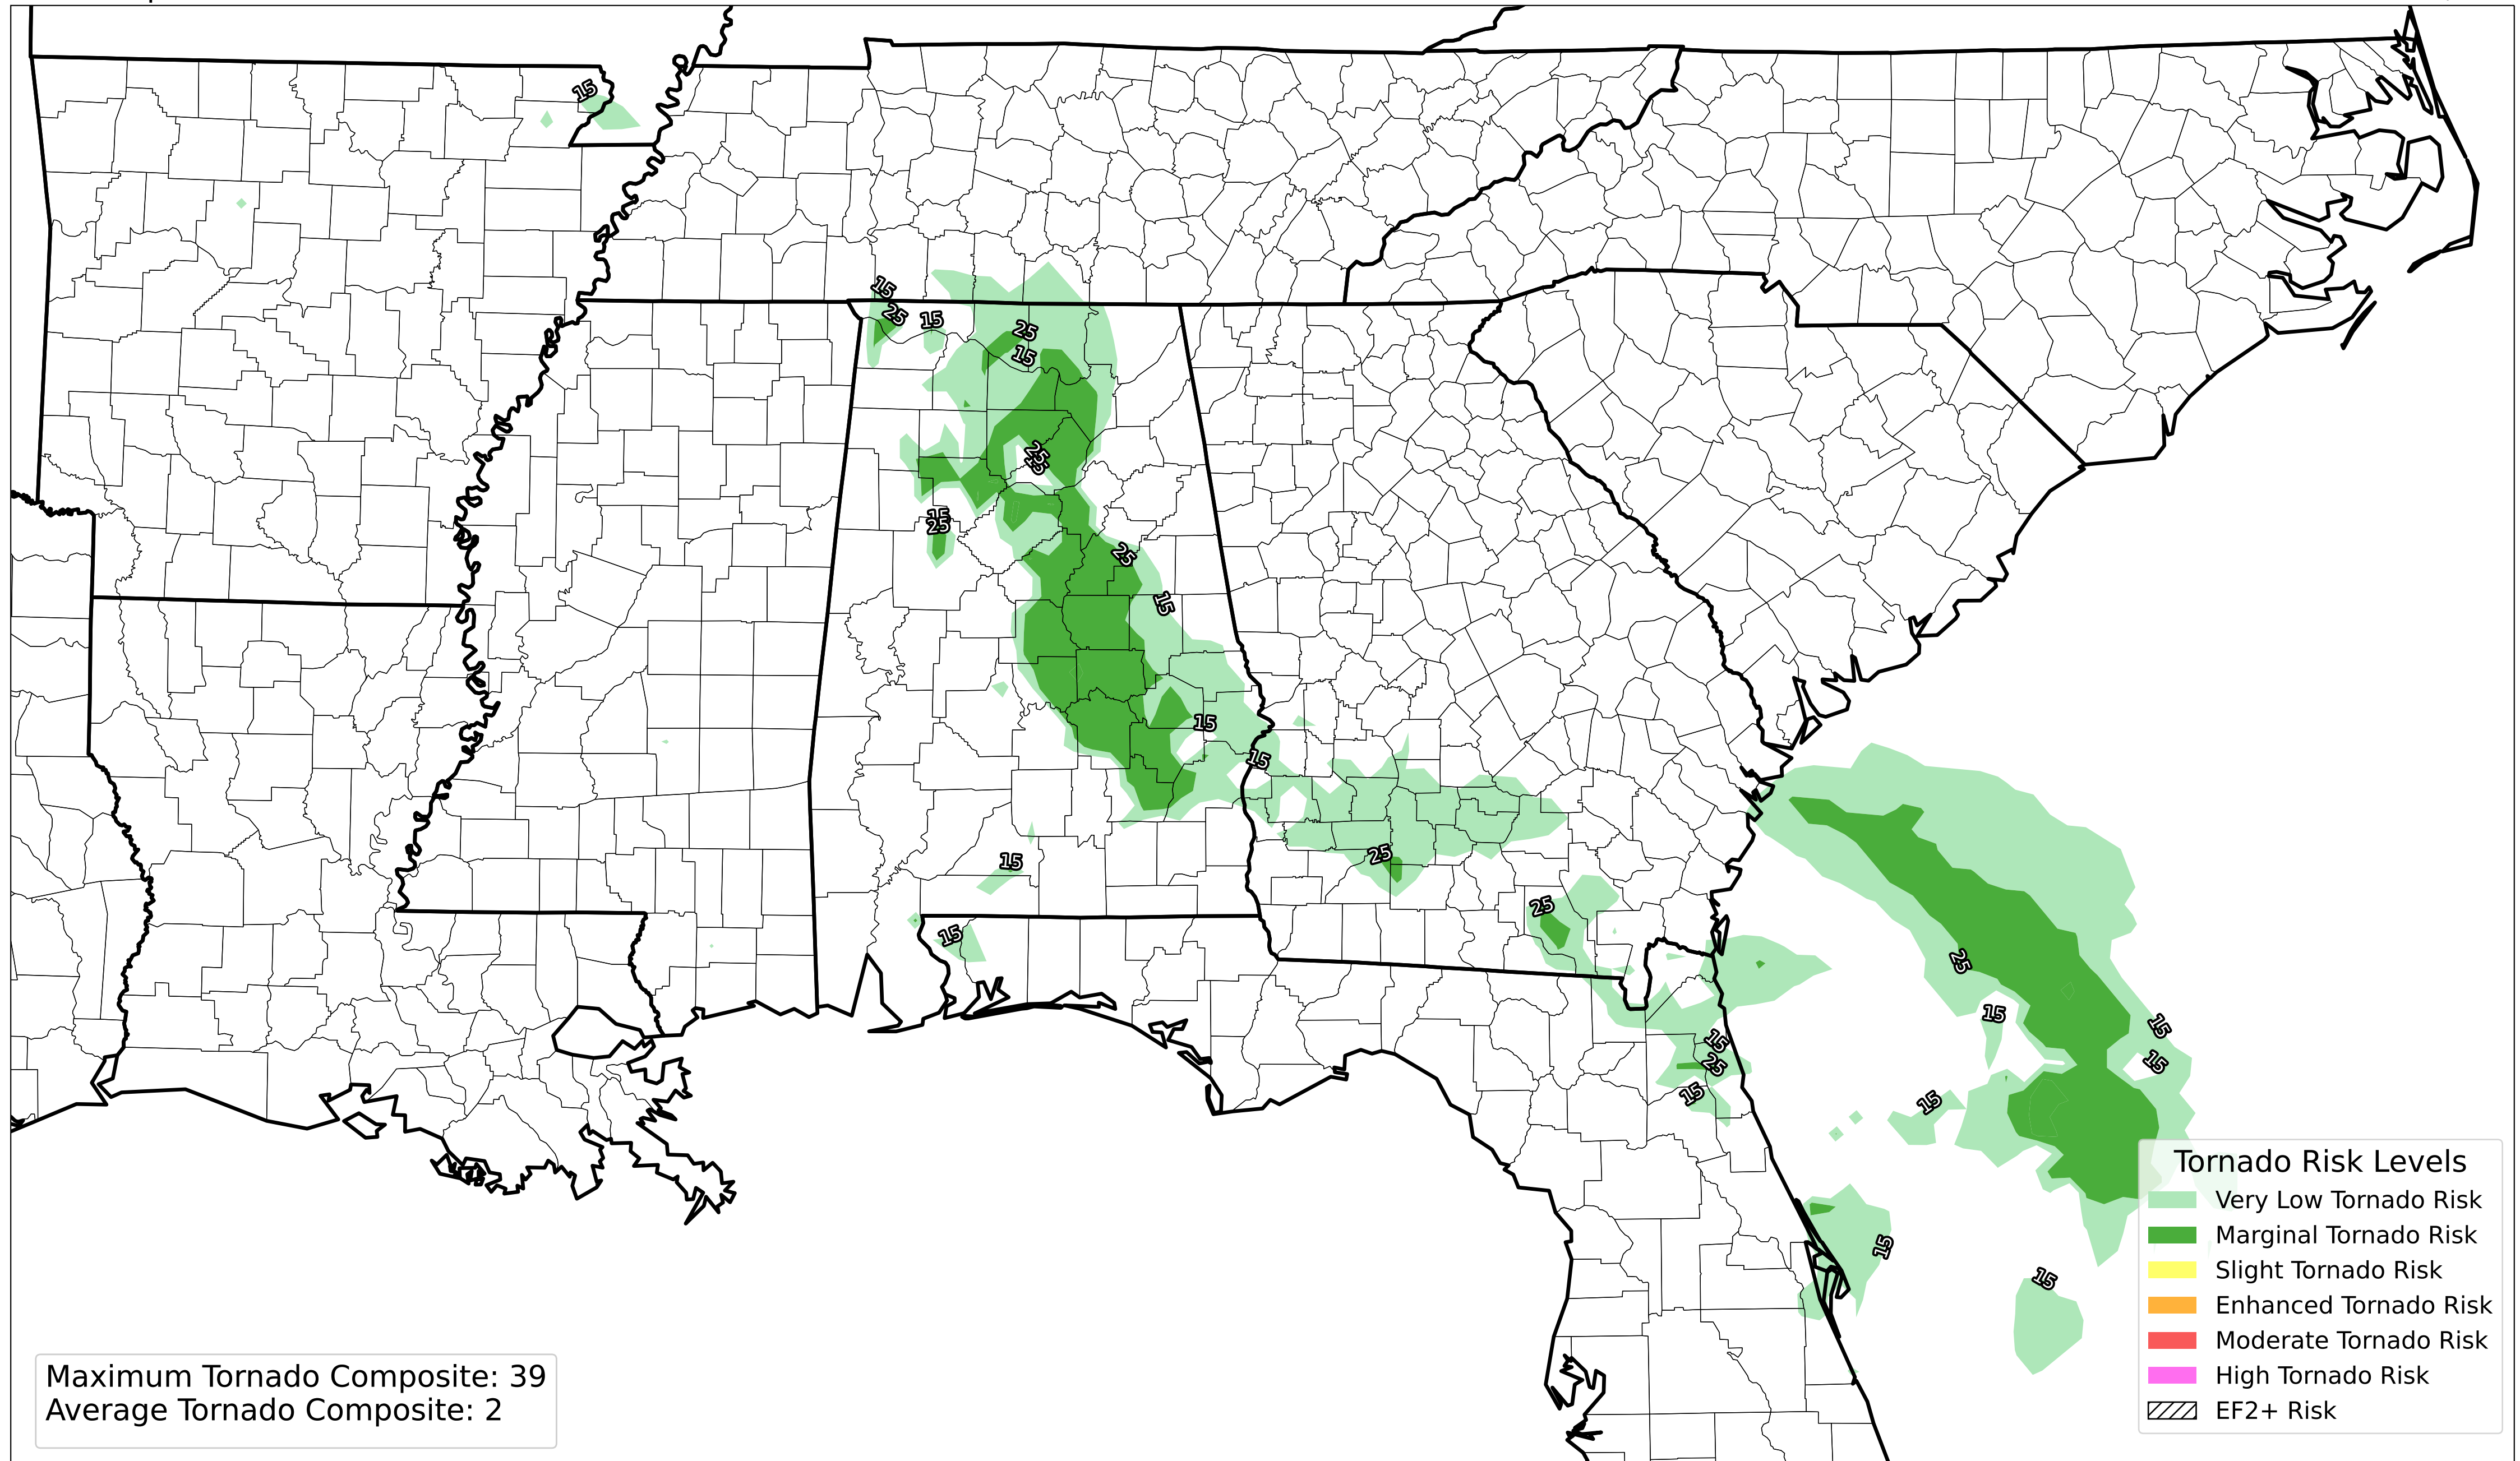 15
15
25
15
25
15
25
25
15
25
25
15
15
15
15
25
25
15
25
15
15
15
15
25
15
15
15
15
Tornado Risk Levels
Very Low Tornado Risk
Marginal Tornado Risk
Slight Tornado Risk
Enhanced Tornado Risk
Moderate Tornado Risk
High Tornado Risk
EF2+ Risk
Maximum Tornado Composite: 39
Average Tornado Composite: 2